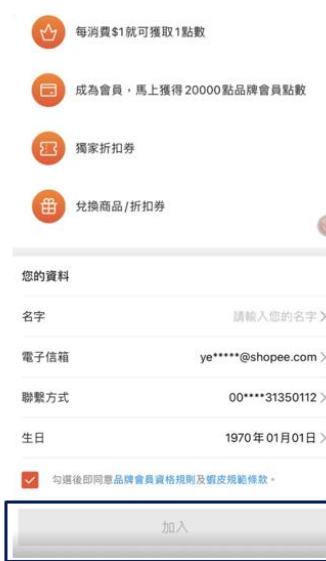 每消費$1就可獲取1點數
成為會員，馬上獲得20000點品牌會員點數
獨家折扣券
兌換商品/折扣券
您的資料
名字 請輸入您的名字 >
電子信箱 ye*****@shopee.com >
聯繫方式 00****31350112 >
生日 1970年01月01日 >
勾選後即同意品牌會員資格規則及蝦皮規範條款。
加入